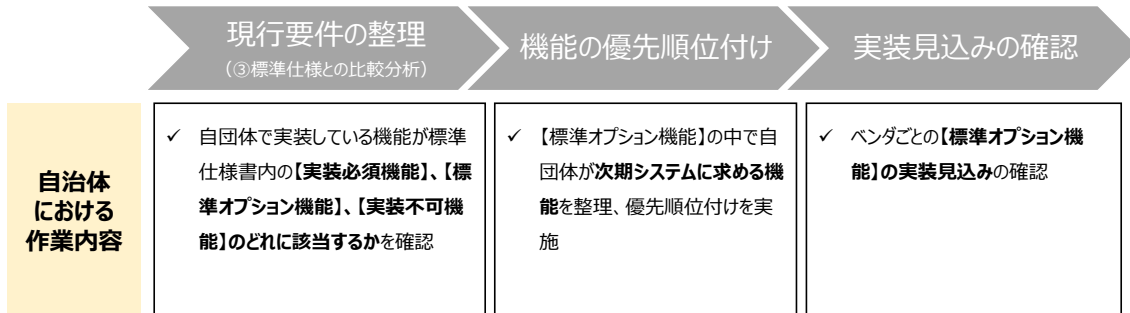 現行要件の整理
（③標準仕様との比較分析）
機能の優先順位付け
実装見込みの確認
自治体
における
作業内容
✓ 自団体で実装している機能が標準
仕様書内の【実装必須機能】、【標
準オプション機能】、【実装不可機
能】のどれに該当するかを確認
✓ 【標準オプション機能】の中で自
団体が次期システムに求める機
能を整理、優先順位付けを実
施
✓ ベンダごとの【標準オプション機
能】の実装見込みの確認